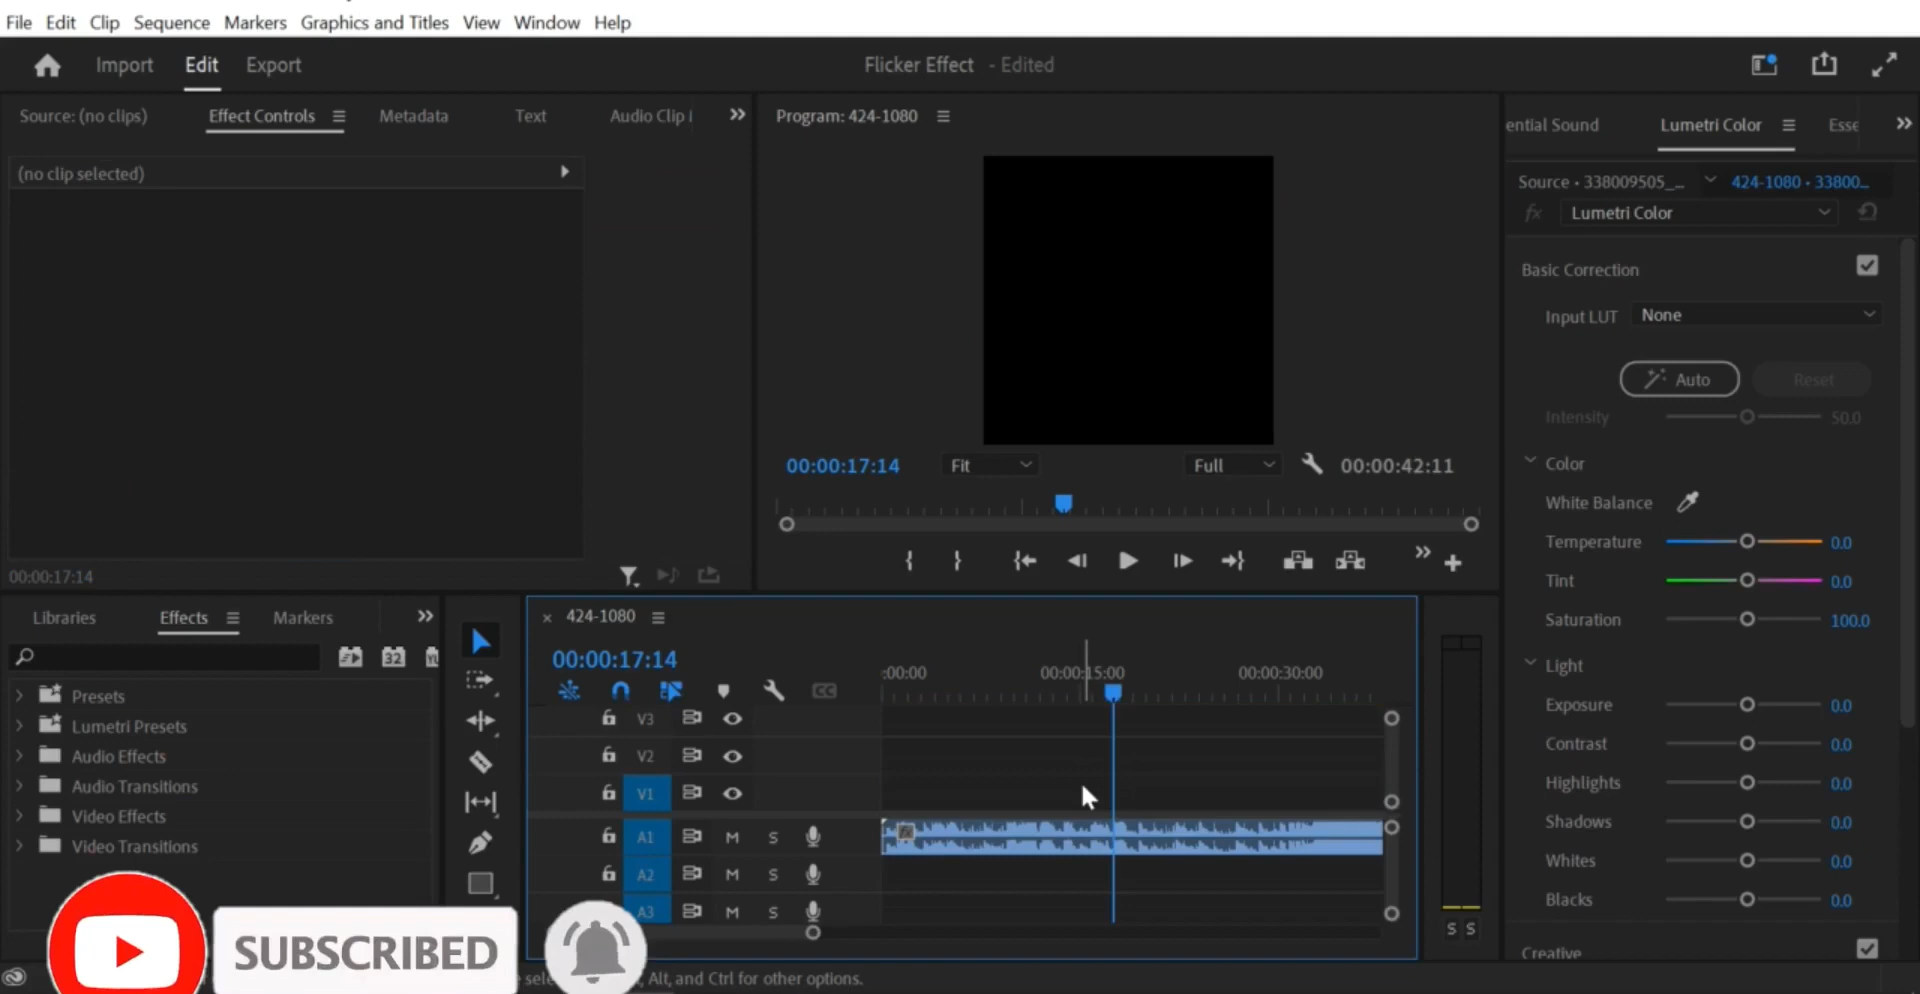 File Edit Clip Sequence Markers Graphics and Titles View Window Help
Import Edit Export
Flicker Effect - Edited
Source: (no clips) Effect Controls Metadata Text Audio Clip
(no clip selected)
00:00:17:14
Program: 424-1080
00:00:17:14 Fit Full 00:00:42:11
ential Sound Lumetri Color Esse
Source • 338009505_... 424-1080 • 33800...
fx Lumetri Color
Basic Correction
Input LUT None
Auto Reset
Intensity 50.0
Color
White Balance
Temperature 0.0
Tint 0.0
Saturation 100.0
Light
Exposure 0.0
Contrast 0.0
Highlights 0.0
Shadows 0.0
Whites 0.0
Blacks 0.0
Creative
Libraries Effects Markers
32
Presets
Lumetri Presets
Audio Effects
Audio Transitions
Video Effects
Video Transitions
× 424-1080
00:00:17:14
:00:00 00:00:15:00 00:00:30:00
CC
V3
V2
V1
A1 M S fx
A2 M S
A3 M S
S S
SUBSCRIBED
Alt, and Ctrl for other options.